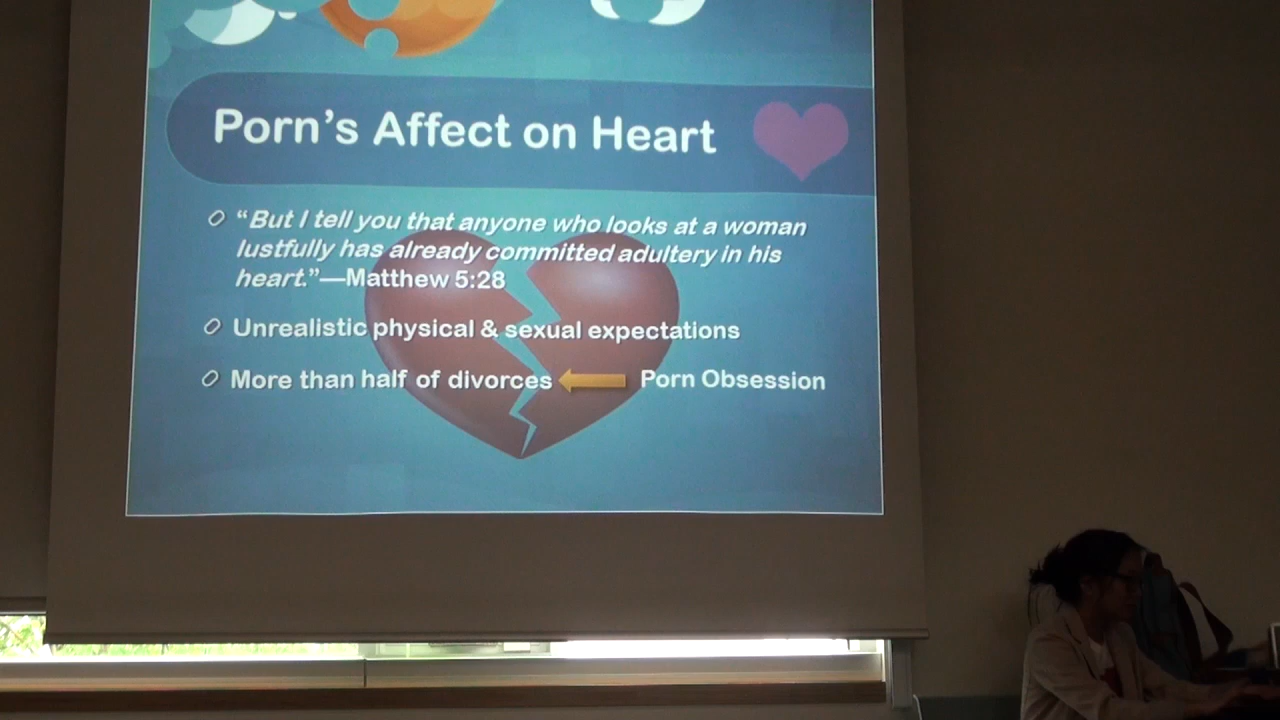 Porn's Affect on Heart
"But I tell you that anyone who looks at a woman
lustfully has already committed adultery in his
heart."—Matthew 5:28
Unrealistic physical & sexual expectations
More than half of divorces Porn Obsession